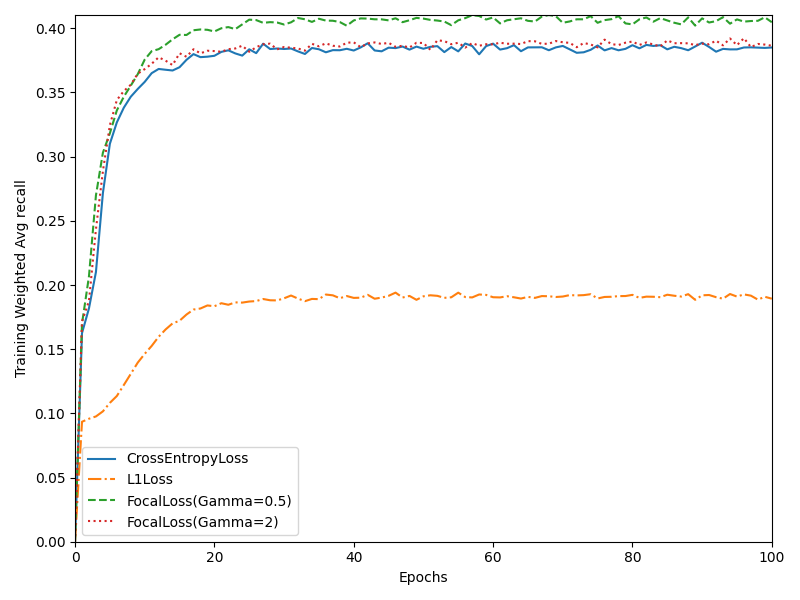 0.40
0.35
0.30
0.25
0.20
0.15
0.10
0.05
0.00
Training Weighted Avg recall
CrossEntropyLoss
L1Loss
FocalLoss(Gamma=0.5)
FocalLoss(Gamma=2)
0 20 40 60 80 100
Epochs